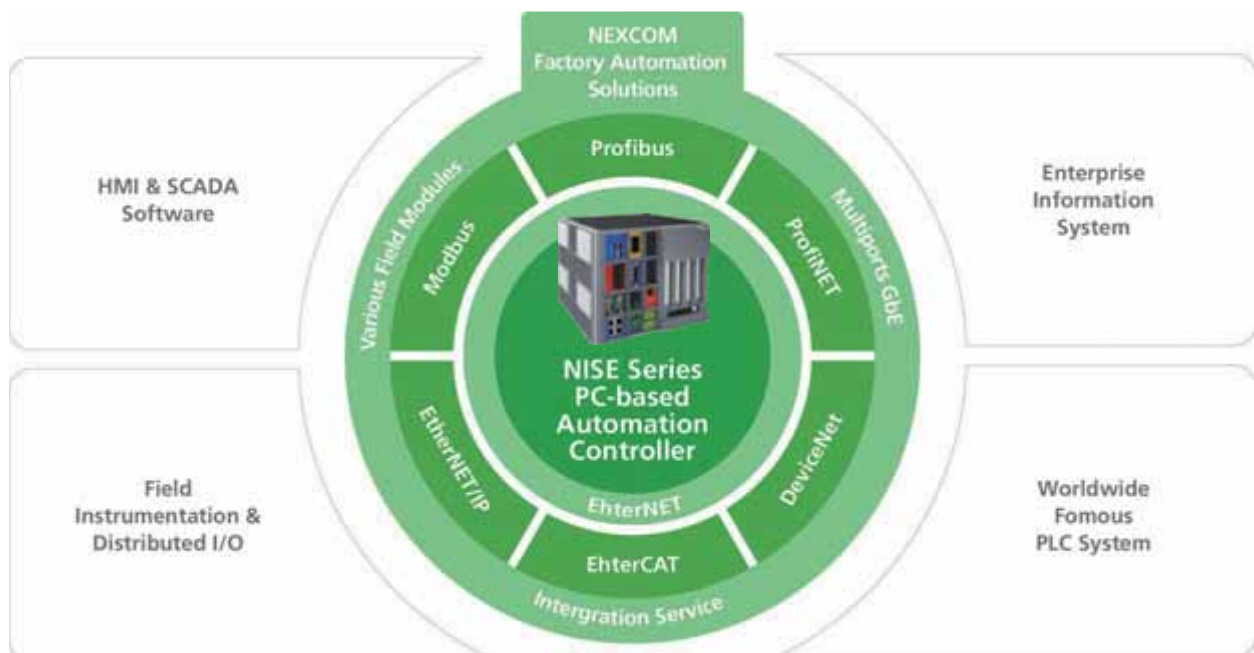 NEXCOM
Factory Automation
Solutions
HMI & SCADA
Software
Enterprise
Information
System
Various Field Modules
Multiports GbE
Profibus
Modbus
ProfiNET
NISE Series
PC-based
Automation
Controller
EtherNET/IP
DeviceNet
EhterNET
EhterCAT
Intergration Service
Field
Instrumentation &
Distributed I/O
Worldwide
Fomous
PLC System